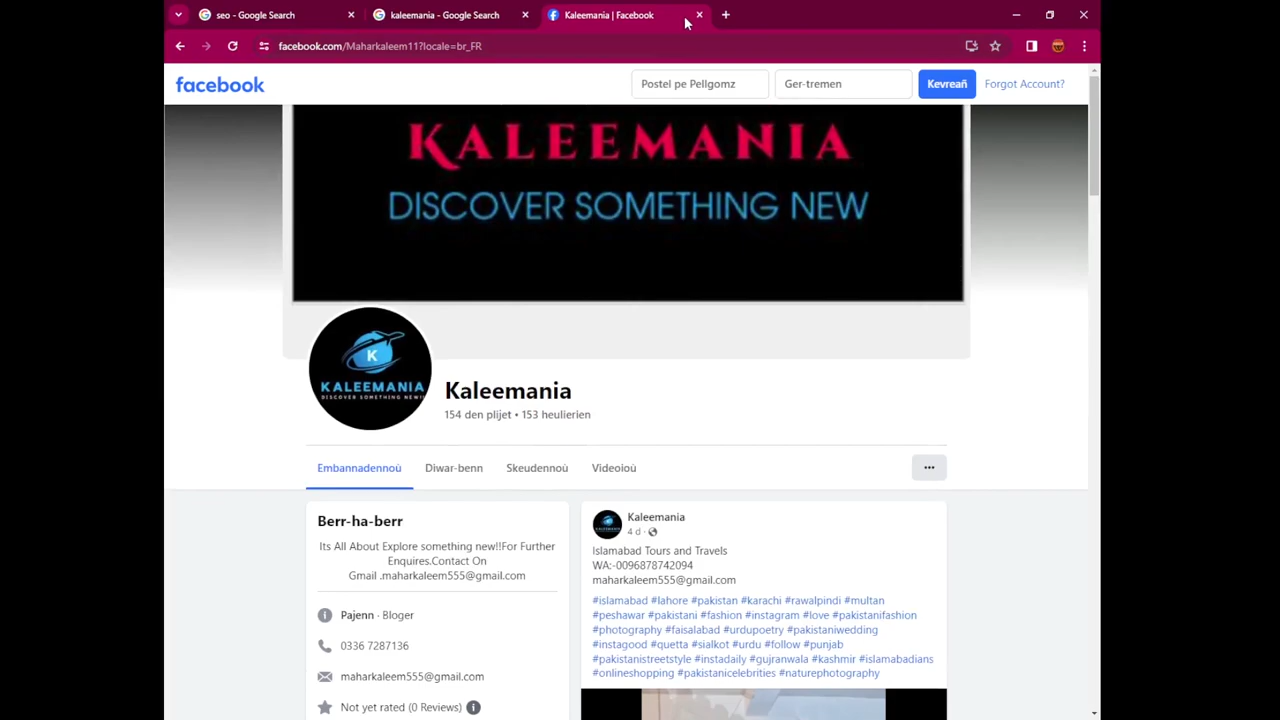 seo - Google Search
kaleemania - Google Search
Kaleemania | Facebook
facebook.com/Maharkaleem11?locale=br_FR
facebook
Postel pe Pellgomz
Ger-tremen
Kevreañ
Forgot Account?
KALEEMANIA
DISCOVER SOMETHING NEW
K
KALEEMANIA
DISCOVER SOMETHING NEW!!
Kaleemania
154 den plijet • 153 heulierien
Embannadennoù
Diwar-benn
Skeudennoù
Videoioù
Berr-ha-berr
Its All About Explore something new!!For Further
Enquires.Contact On
Gmail .maharkaleem555@gmail.com
Pajenn · Bloger
0336 7287136
maharkaleem555@gmail.com
Not yet rated (0 Reviews)
Kaleemania
4 d ·
Islamabad Tours and Travels
WA:-0096878742094
maharkaleem555@gmail.com
#islamabad #lahore #pakistan #karachi #rawalpindi #multan
#peshawar #pakistani #fashion #instagram #love #pakistanifashion
#photography #faisalabad #urdupoetry #pakistaniwedding
#instagood #quetta #sialkot #urdu #follow #punjab
#pakistanistreetstyle #instadaily #gujranwala #kashmir #islamabadians
#onlineshopping #pakistanicelebrities #naturephotography